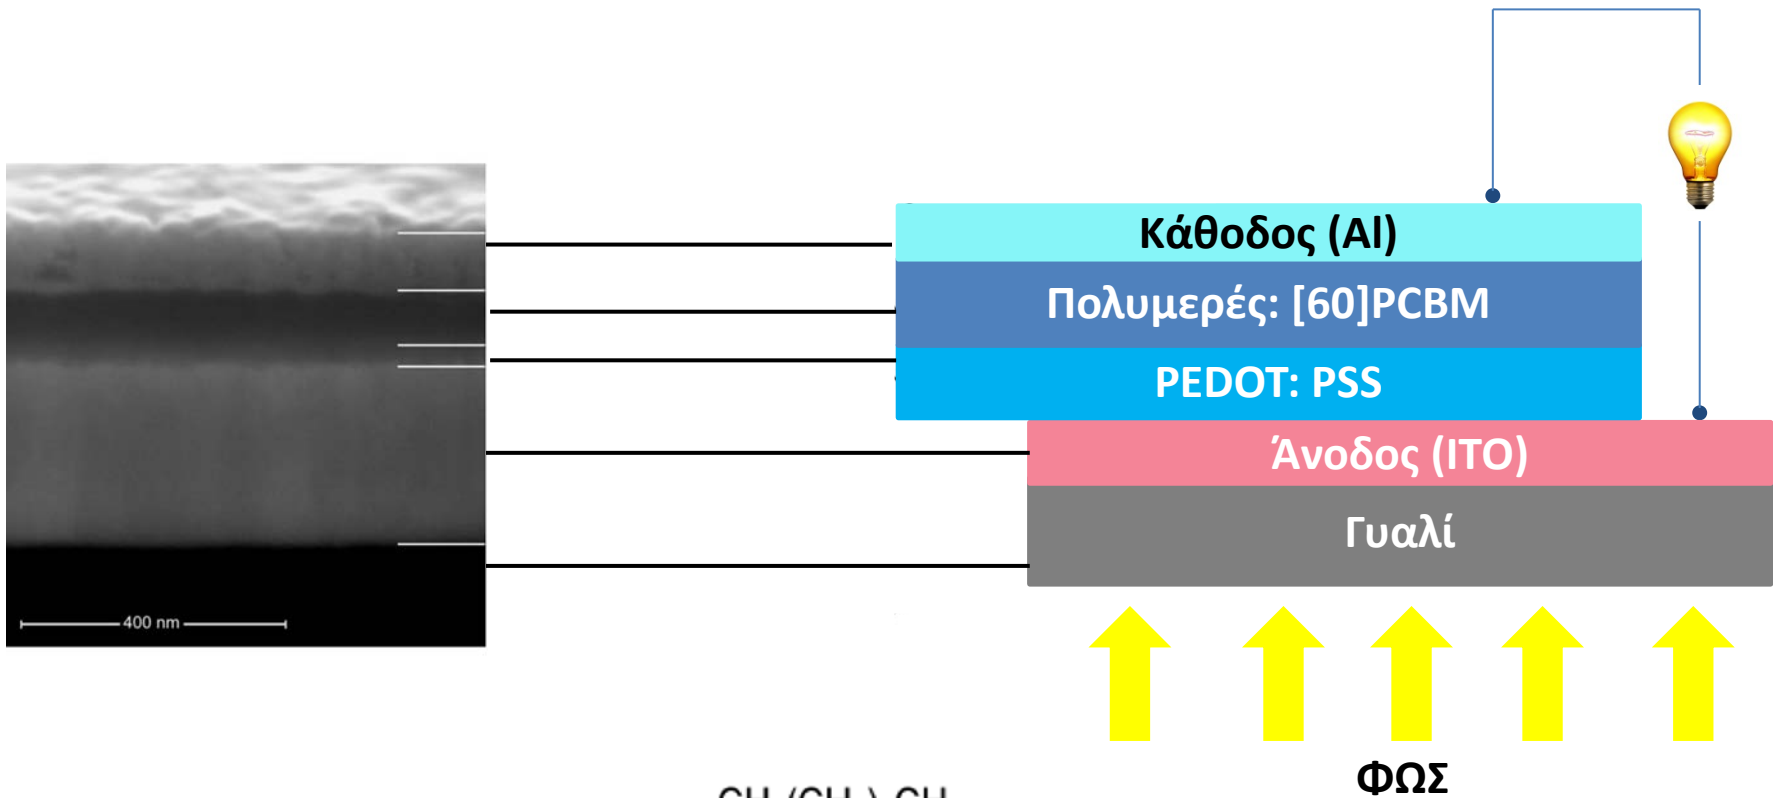 Κάθοδος (Al)
Πολυμερές: [60]PCBM
PEDOT: PSS
Άνοδος (ITO)
Γυαλί
400 nm
ΦΩΣ